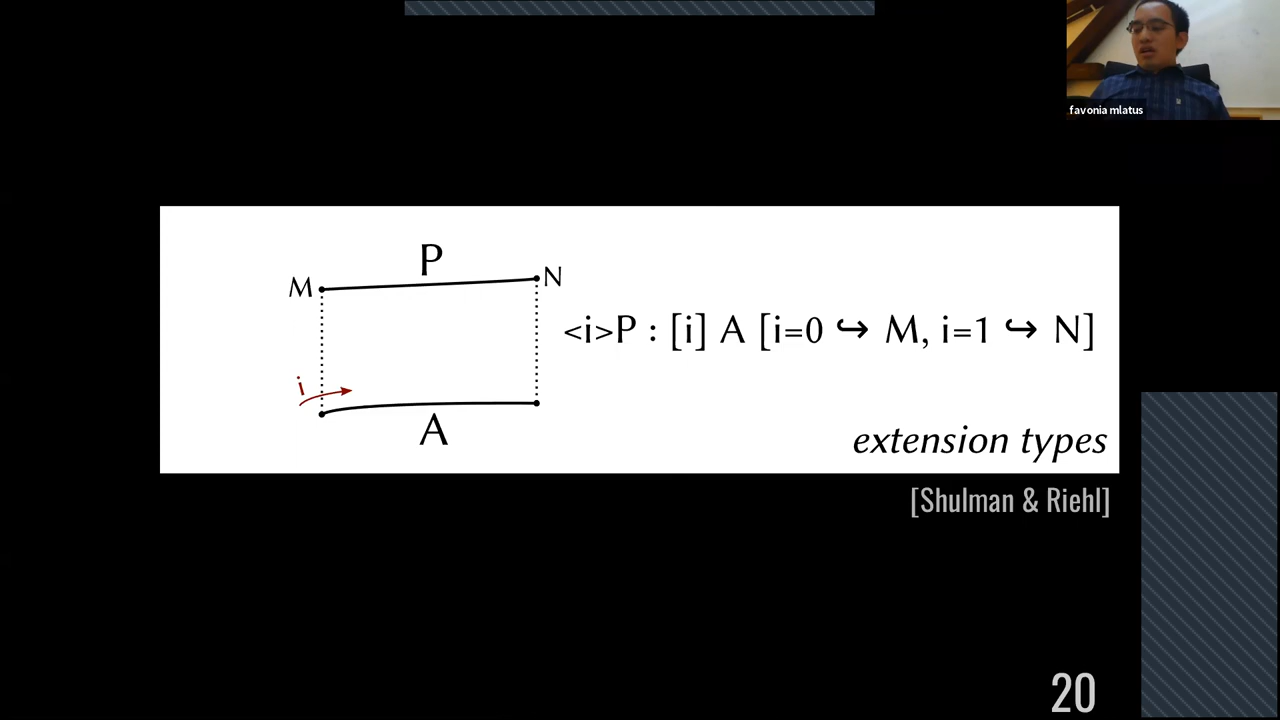 favonia mlatus
P
M
N
<i>P : [i] A [i=0 ↪ M, i=1 ↪ N]
i
A
extension types
[Shulman & Riehl]
20